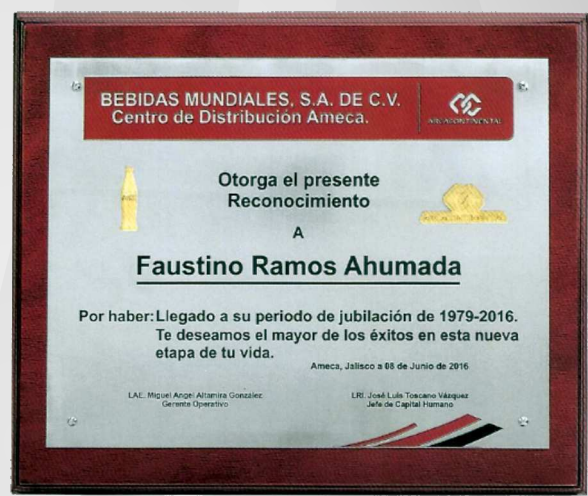 BEBIDAS MUNDIALES, S.A. DE C.V.
Centro de Distribución Ameca.
ARCACONTINENTAL
Otorga el presente
Reconocimiento
ARCACONTINENTAL
A
Faustino Ramos Ahumada
Por haber: Llegado a su periodo de jubilación de 1979-2016.
Te deseamos el mayor de los éxitos en esta nueva
etapa de tu vida.
Ameca, Jalisco a 08 de Junio de 2016
LAE. Miguel Angel Altamira González
Gerente Operativo
LRI. José Luis Toscano Vázquez
Jefe de Capital Humano